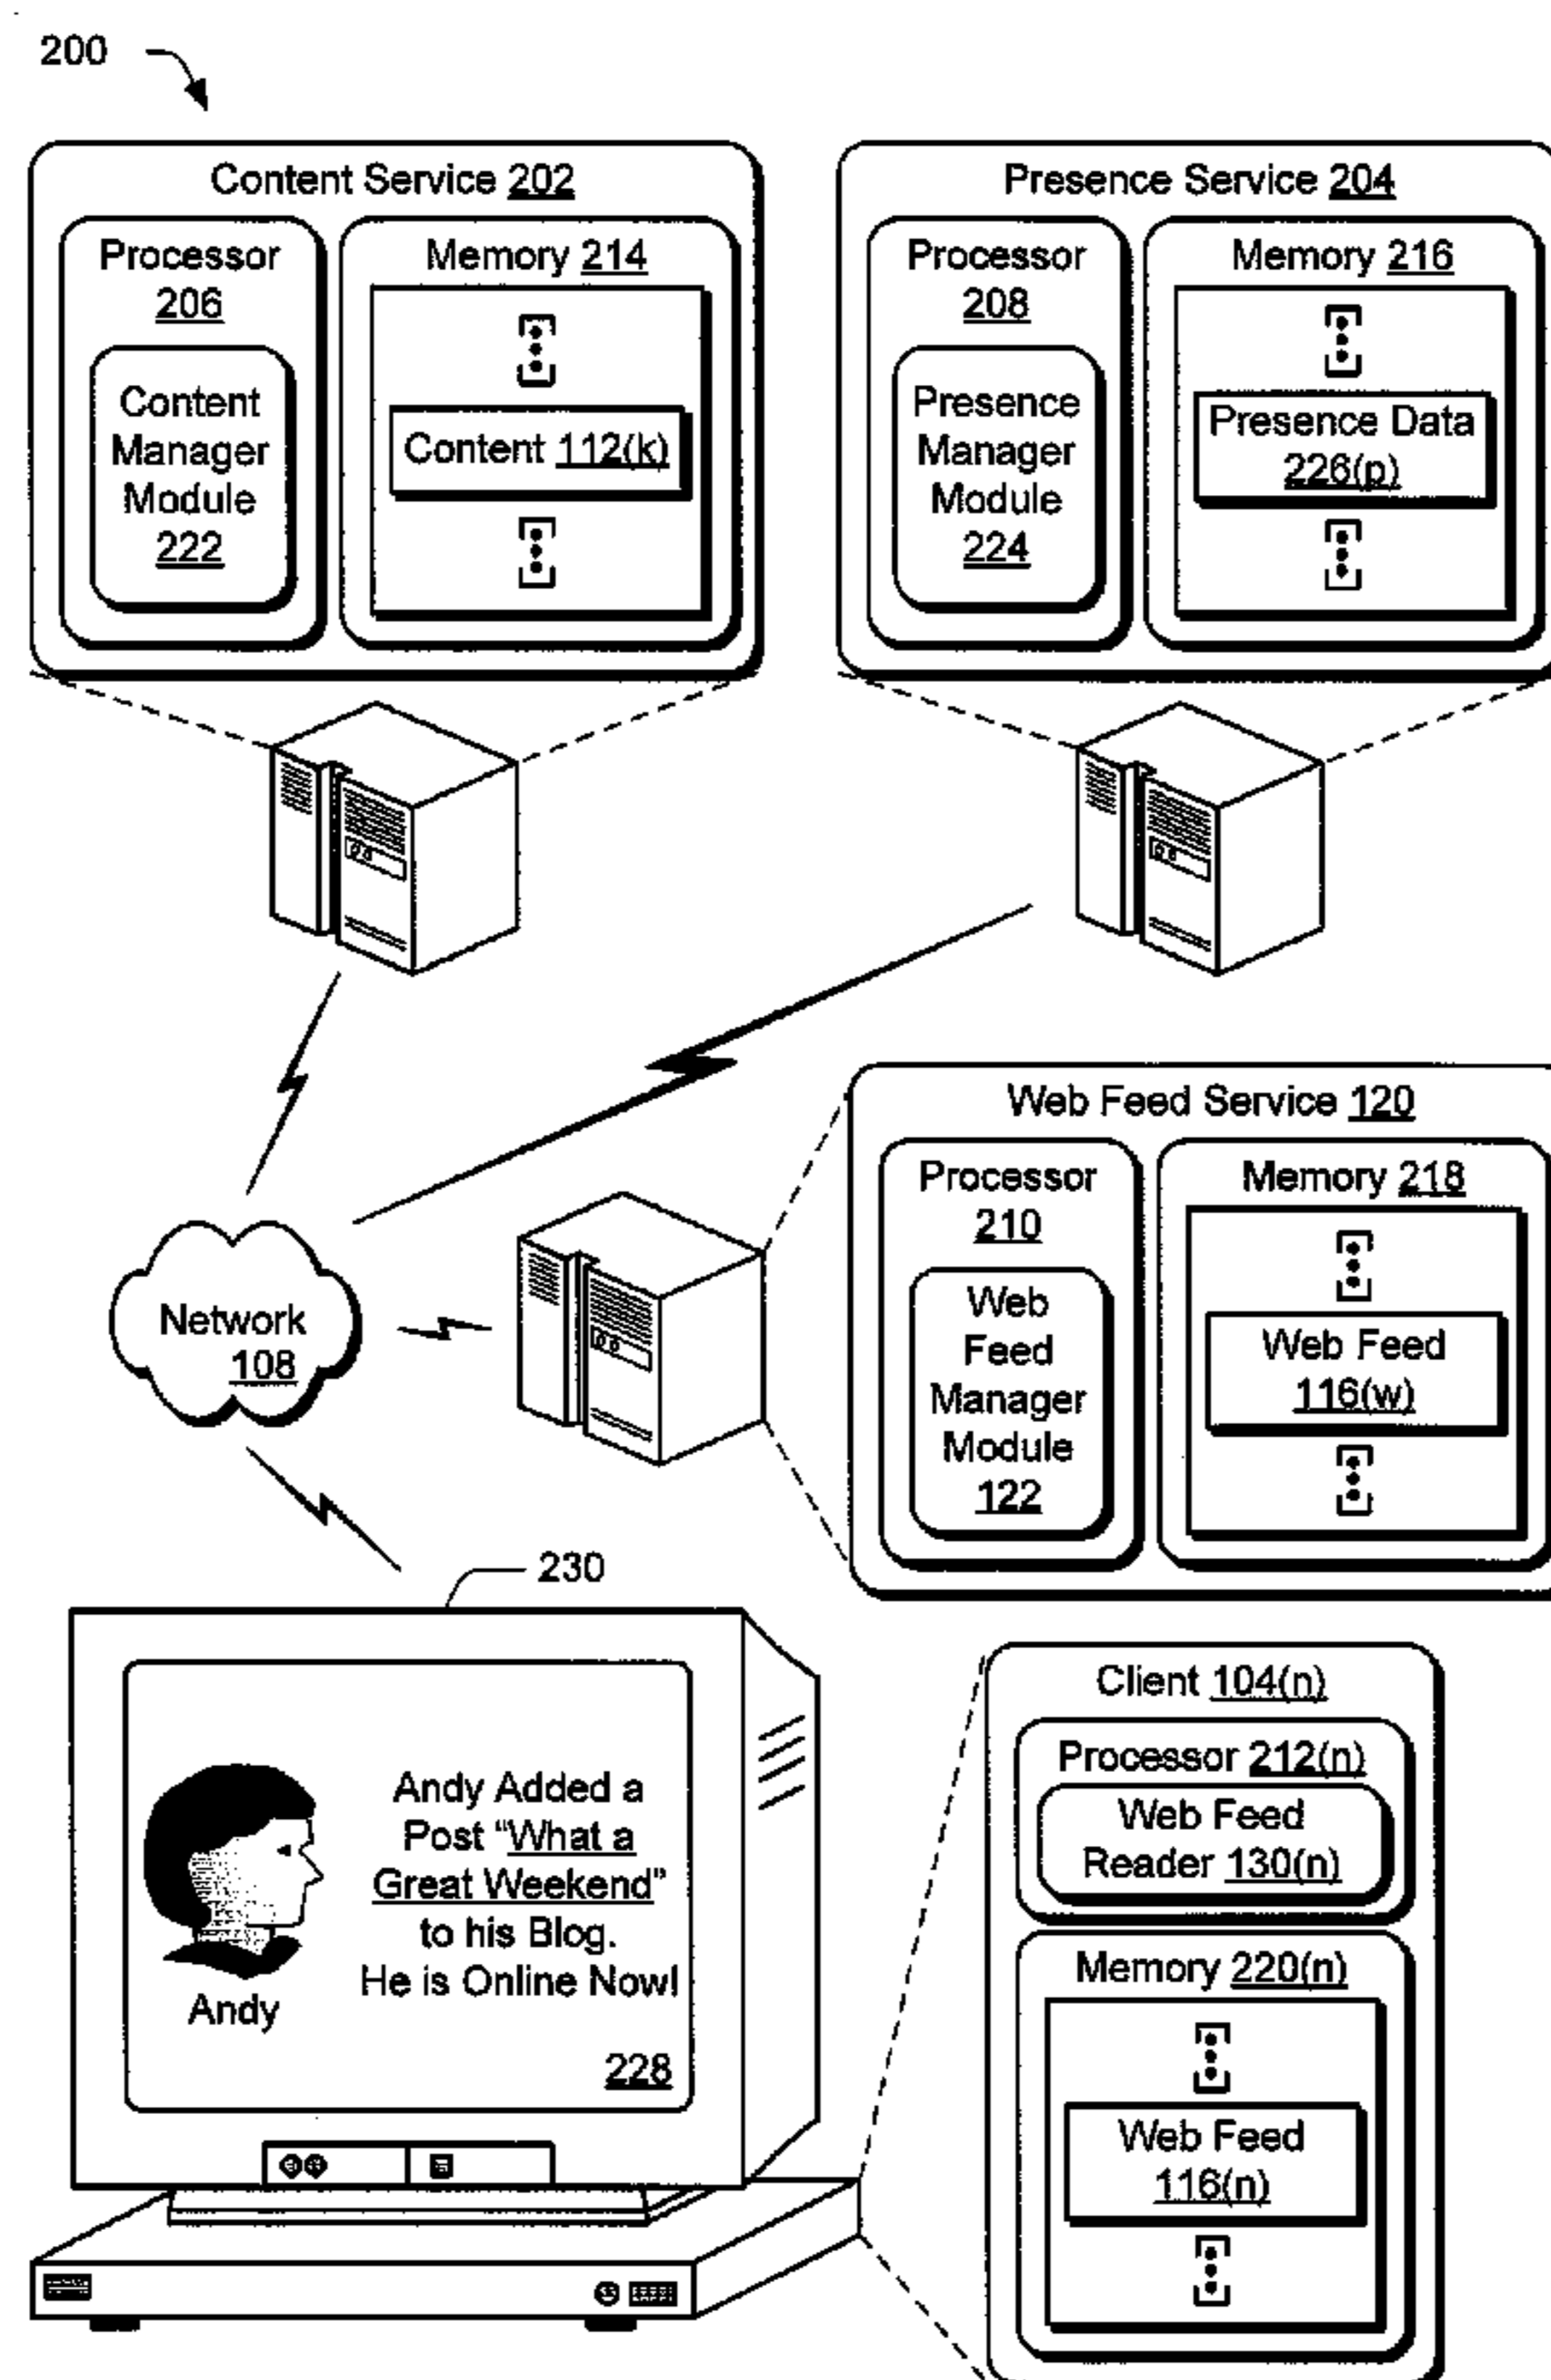 200
Content Service 202
Processor
206
Content
Manager
Module
222
Memory 214
Content 112(k)
Presence Service 204
Processor
208
Presence
Manager
Module
224
Memory 216
Presence Data
226(p)
Web Feed Service 120
Processor
210
Web
Feed
Manager
Module
122
Memory 218
Web Feed
116(w)
Network
108
230
Andy Added a
Post “What a
Great Weekend”
to his Blog.
He is Online Now!
Andy
228
Client 104(n)
Processor 212(n)
Web Feed
Reader 130(n)
Memory 220(n)
Web Feed
116(n)